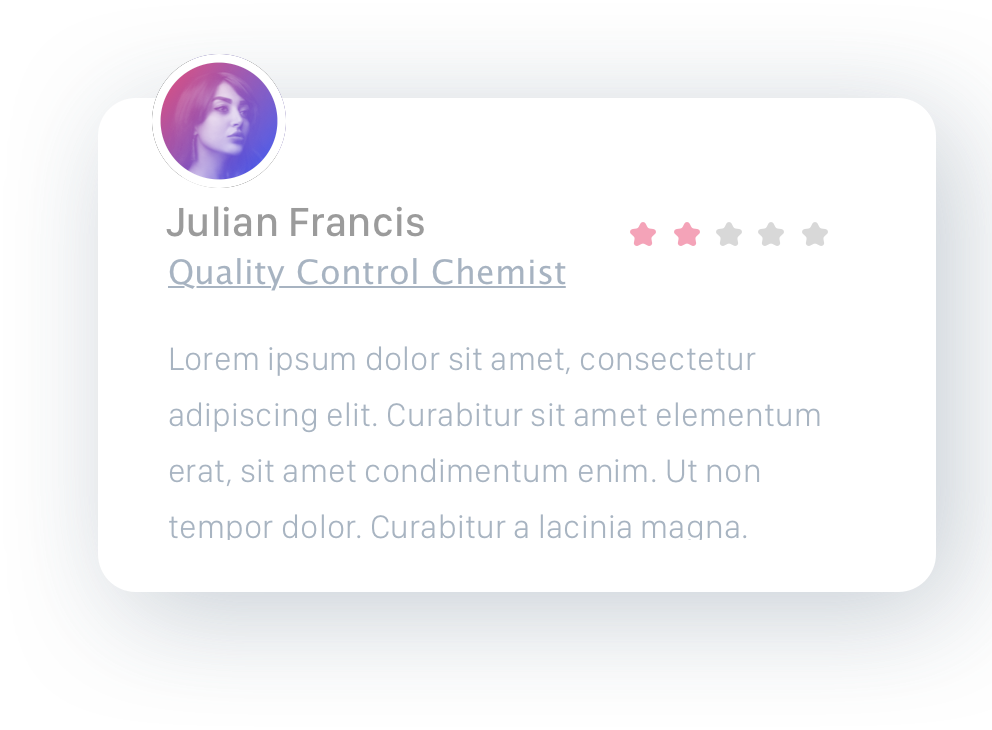 Julian Francis
Quality Control Chemist
Lorem ipsum dolor sit amet, consectetur
adipiscing elit. Curabitur sit amet elementum
erat, sit amet condimentum enim. Ut non
tempor dolor. Curabitur a lacinia magna.